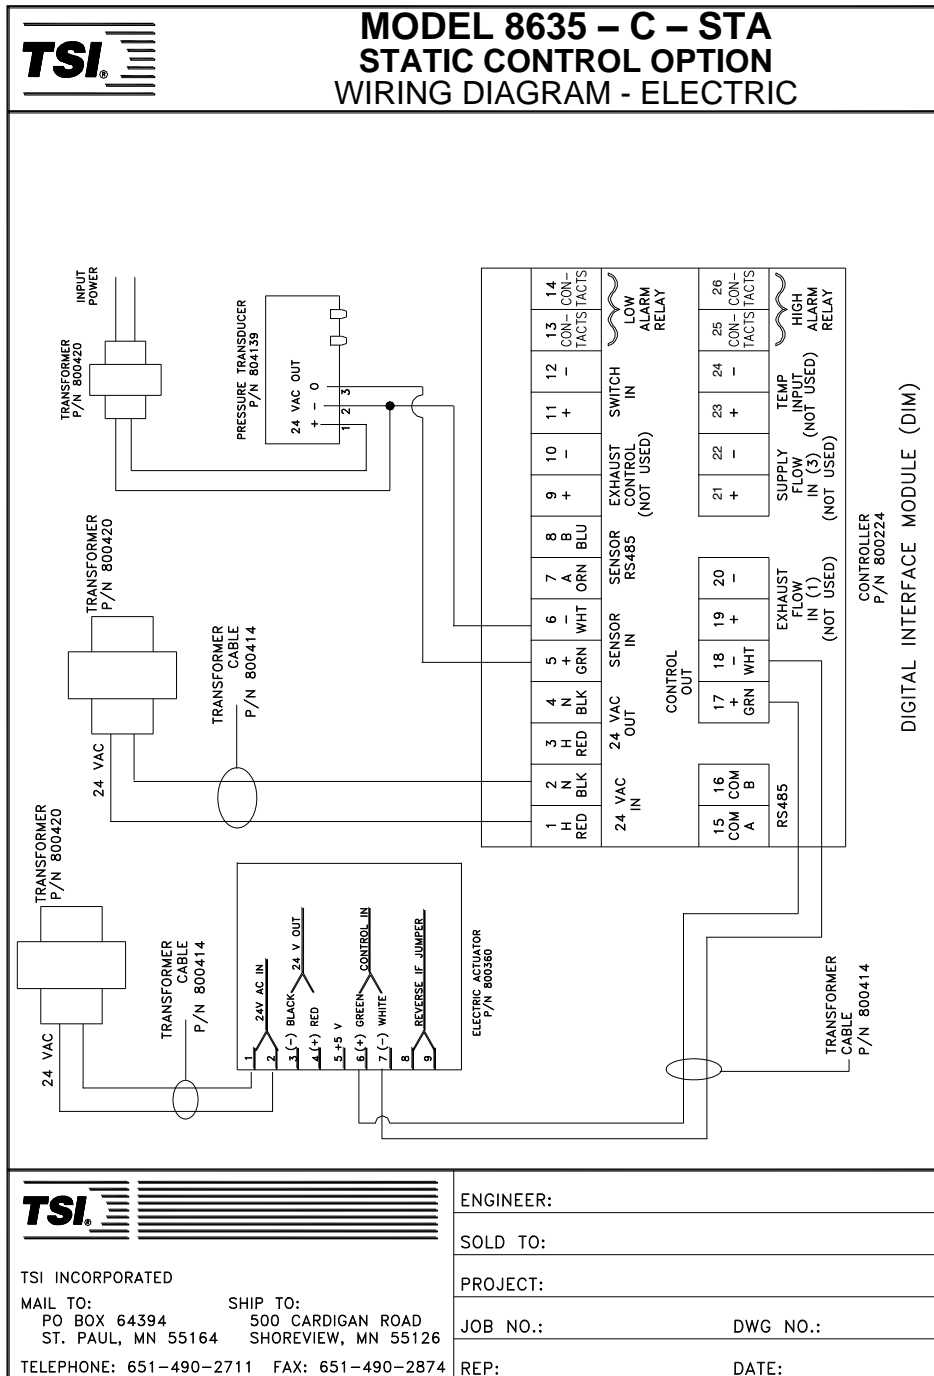 TSI®
MODEL 8635 – C – STA
STATIC CONTROL OPTION
WIRING DIAGRAM - ELECTRIC
INPUT
POWER
TRANSFORMER
P/N 800420
PRESSURE TRANSDUCER
P/N 804139
24 VAC OUT
+ - O
1 2 3
TRANSFORMER
P/N 800420
24 VAC
TRANSFORMER
CABLE
P/N 800414
TRANSFORMER
P/N 800420
24 VAC
TRANSFORMER
CABLE
P/N 800414
1
2
24V AC IN
3 (-) BLACK
4 (+) RED
24 V OUT
5 +5 V
6 (+) GREEN
7 (-) WHITE
CONTROL IN
8
9
REVERSE IF JUMPER
ELECTRIC ACTUATOR
P/N 800360
1 H RED
2 N BLK
24 VAC
IN
3 H RED
4 N BLK
24 VAC
OUT
5 + GRN
6 - WHT
SENSOR
IN
7 A ORN
8 B BLU
SENSOR
RS485
9 +
10 -
EXHAUST
CONTROL
(NOT USED)
11 +
12 -
SWITCH
IN
13 CON-TACTS
14 CON-TACTS
LOW
ALARM
RELAY
15 COM A
16 COM B
RS485
17 + GRN
18 - WHT
CONTROL
OUT
19 +
20 -
EXHAUST
FLOW
IN (1)
(NOT USED)
21 +
22 -
SUPPLY
FLOW
IN (3)
(NOT USED)
23 +
24 -
TEMP
INPUT
(NOT USED)
25 CON-TACTS
26 CON-TACTS
HIGH
ALARM
RELAY
CONTROLLER
P/N 800224
DIGITAL INTERFACE MODULE (DIM)
TRANSFORMER
CABLE
P/N 800414
TSI®
TSI INCORPORATED
MAIL TO:
PO BOX 64394
ST. PAUL, MN 55164
SHIP TO:
500 CARDIGAN ROAD
SHOREVIEW, MN 55126
TELEPHONE: 651-490-2711 FAX: 651-490-2874
ENGINEER:
SOLD TO:
PROJECT:
JOB NO.: DWG NO.:
REP: DATE: